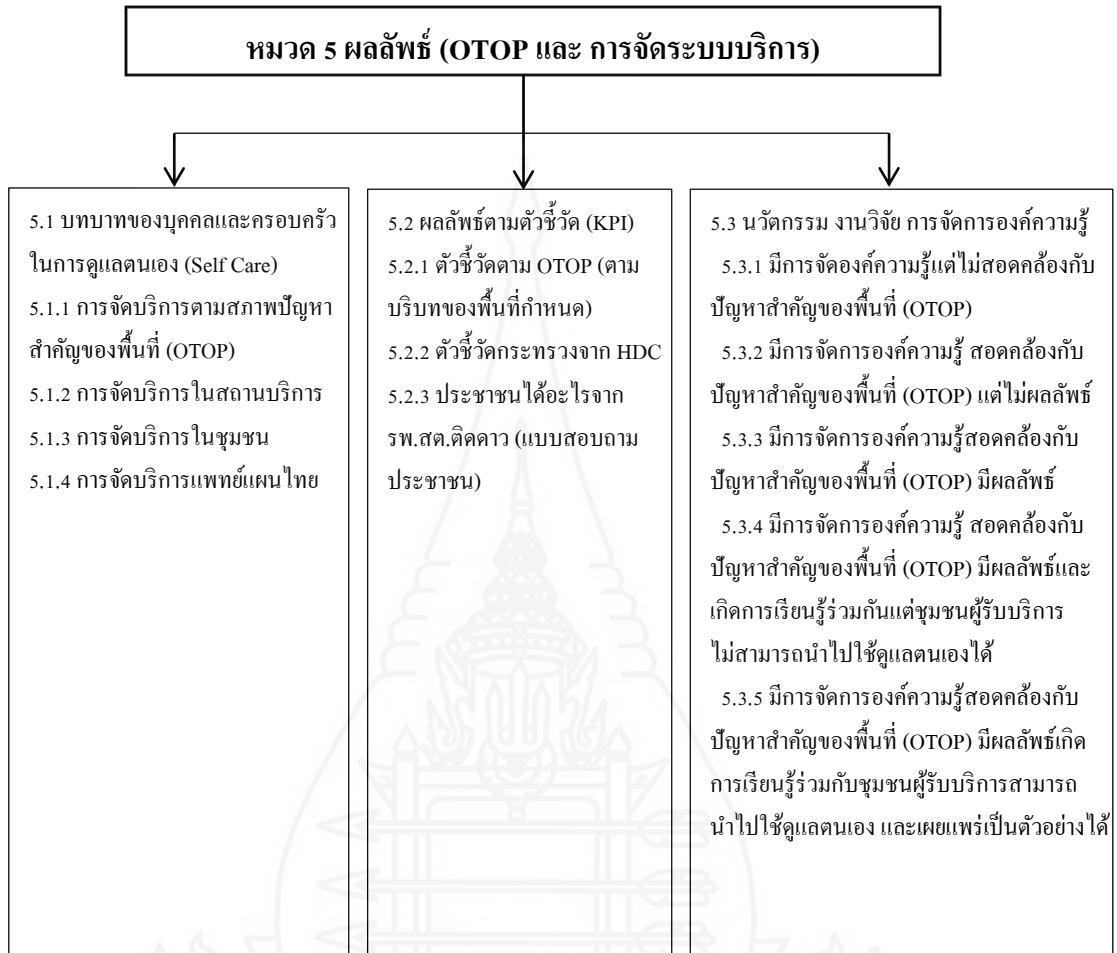 หมวด 5 ผลลัพธ์ (OTOP และ การจัดระบบบริการ)
5.1 บทบาทของบุคคลและครอบครัว
ในการดูแลตนเอง (Self Care)
5.1.1 การจัดบริการตามสภาพปัญหา
สำคัญของพื้นที่ (OTOP)
5.1.2 การจัดบริการในสถานบริการ
5.1.3 การจัดบริการในชุมชน
5.1.4 การจัดบริการแพทย์แผนไทย
5.2 ผลลัพธ์ตามตัวชี้วัด (KPI)
5.2.1 ตัวชี้วัดตาม OTOP (ตาม
บริบทของพื้นที่กำหนด)
5.2.2 ตัวชี้วัดกระทรวงจาก HDC
5.2.3 ประชาชนได้อะไรจาก
รพ.สต.ติดดาว (แบบสอบถาม
ประชาชน)
5.3 นวัตกรรม งานวิจัย การจัดการองค์ความรู้
5.3.1 มีการจัดองค์ความรู้แต่ไม่สอดคล้องกับ
ปัญหาสำคัญของพื้นที่ (OTOP)
5.3.2 มีการจัดการองค์ความรู้ สอดคล้องกับ
ปัญหาสำคัญของพื้นที่ (OTOP) แต่ไม่ผลลัพธ์
5.3.3 มีการจัดการองค์ความรู้สอดคล้องกับ
ปัญหาสำคัญของพื้นที่ (OTOP) มีผลลัพธ์
5.3.4 มีการจัดการองค์ความรู้ สอดคล้องกับ
ปัญหาสำคัญของพื้นที่ (OTOP) มีผลลัพธ์และ
เกิดการเรียนรู้ร่วมกันแต่ชุมชนผู้รับบริการ
ไม่สามารถนำไปใช้ดูแลตนเองได้
5.3.5 มีการจัดการองค์ความรู้สอดคล้องกับ
ปัญหาสำคัญของพื้นที่ (OTOP) มีผลลัพธ์เกิด
การเรียนรู้ร่วมกับชุมชนผู้รับบริการสามารถ
นำไปใช้ดูแลตนเอง และเผยแพร่เป็นตัวอย่างได้